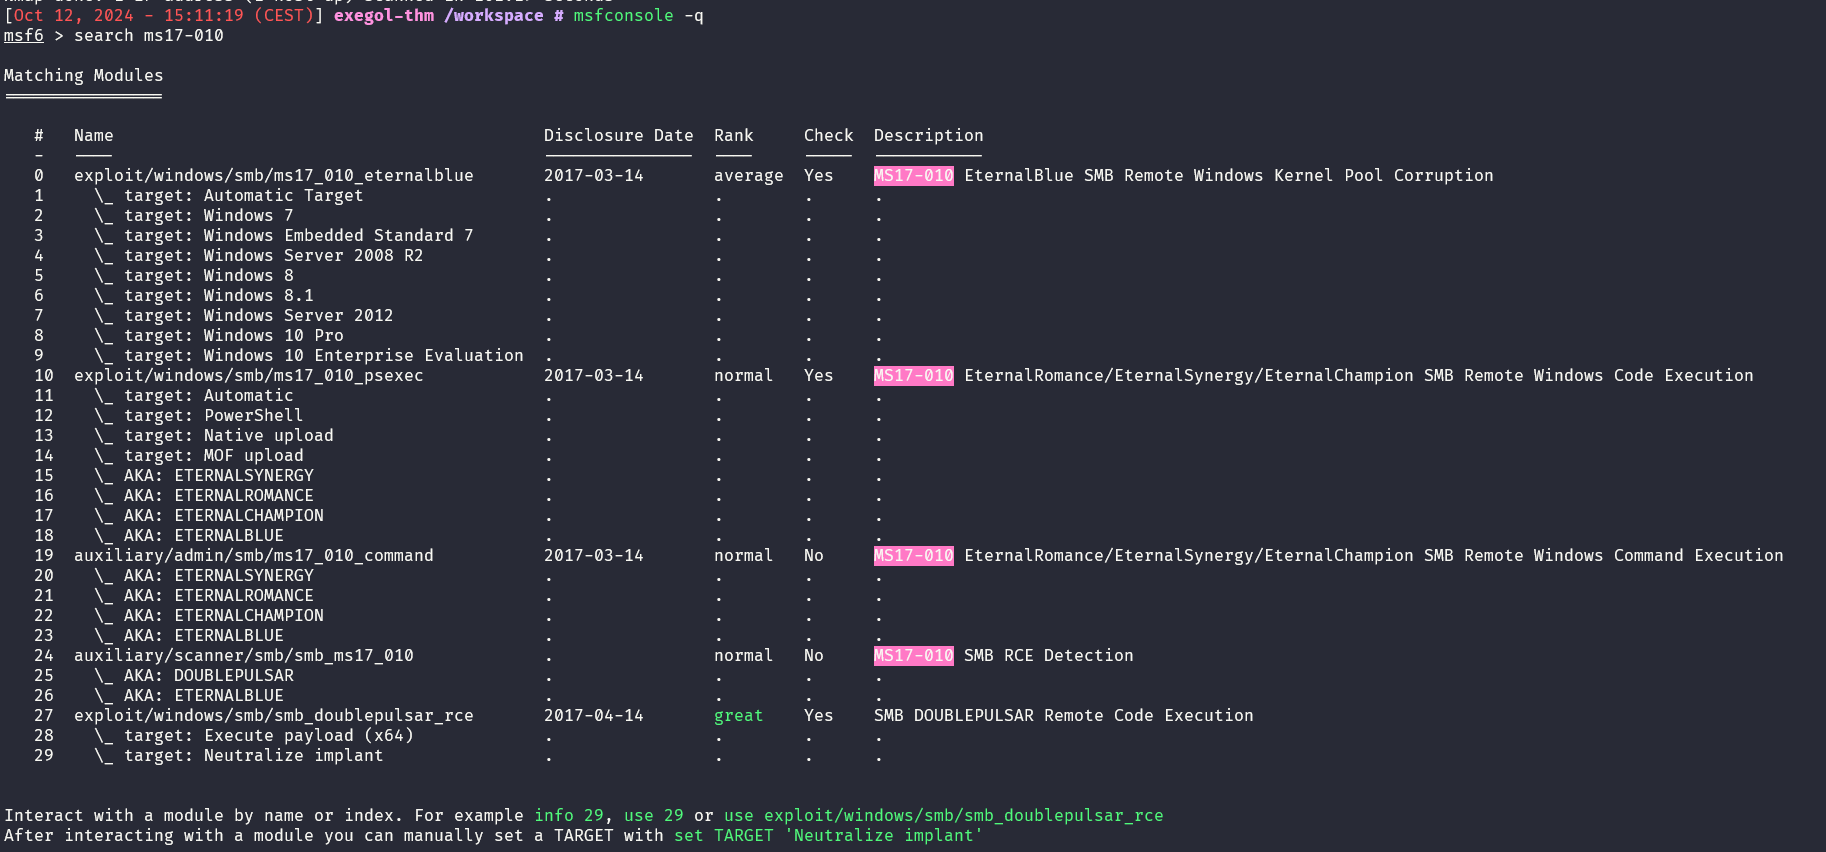 [Oct 12, 2024 - 15:11:19 (CEST)] exegol-thm /workspace # msfconsole -q
msf6 > search ms17-010
Matching Modules
================
#   Name                                           Disclosure Date  Rank     Check  Description
-   ----                                           ---------------  ----     -----  -----------
0   exploit/windows/smb/ms17_010_eternalblue       2017-03-14       average  Yes    MS17-010 EternalBlue SMB Remote Windows Kernel Pool Corruption
1     \_ target: Automatic Target                  .                .        .      .
2     \_ target: Windows 7                         .                .        .      .
3     \_ target: Windows Embedded Standard 7       .                .        .      .
4     \_ target: Windows Server 2008 R2            .                .        .      .
5     \_ target: Windows 8                         .                .        .      .
6     \_ target: Windows 8.1                       .                .        .      .
7     \_ target: Windows Server 2012               .                .        .      .
8     \_ target: Windows 10 Pro                    .                .        .      .
9     \_ target: Windows 10 Enterprise Evaluation  .                .        .      .
10  exploit/windows/smb/ms17_010_psexec            2017-03-14       normal   Yes    MS17-010 EternalRomance/EternalSynergy/EternalChampion SMB Remote Windows Code Execution
11    \_ target: Automatic                         .                .        .      .
12    \_ target: PowerShell                        .                .        .      .
13    \_ target: Native upload                     .                .        .      .
14    \_ target: MOF upload                        .                .        .      .
15    \_ AKA: ETERNALSYNERGY                       .                .        .      .
16    \_ AKA: ETERNALROMANCE                       .                .        .      .
17    \_ AKA: ETERNALCHAMPION                      .                .        .      .
18    \_ AKA: ETERNALBLUE                          .                .        .      .
19  auxiliary/admin/smb/ms17_010_command           2017-03-14       normal   No     MS17-010 EternalRomance/EternalSynergy/EternalChampion SMB Remote Windows Command Execution
20    \_ AKA: ETERNALSYNERGY                       .                .        .      .
21    \_ AKA: ETERNALROMANCE                       .                .        .      .
22    \_ AKA: ETERNALCHAMPION                      .                .        .      .
23    \_ AKA: ETERNALBLUE                          .                .        .      .
24  auxiliary/scanner/smb/smb_ms17_010             .                normal   No     MS17-010 SMB RCE Detection
25    \_ AKA: DOUBLEPULSAR                         .                .        .      .
26    \_ AKA: ETERNALBLUE                          .                .        .      .
27  exploit/windows/smb/smb_doublepulsar_rce       2017-04-14       great    Yes    SMB DOUBLEPULSAR Remote Code Execution
28    \_ target: Execute payload (x64)             .                .        .      .
29    \_ target: Neutralize implant                .                .        .      .
Interact with a module by name or index. For example info 29, use 29 or use exploit/windows/smb/smb_doublepulsar_rce
After interacting with a module you can manually set a TARGET with set TARGET 'Neutralize implant'